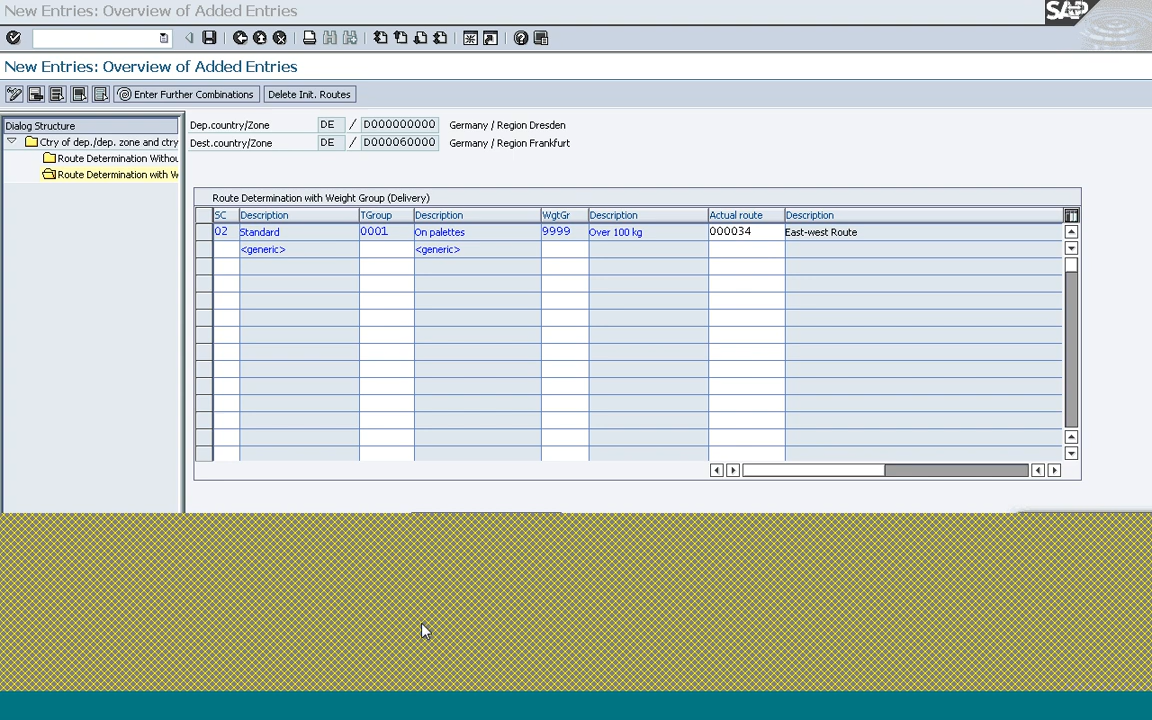 New Entries: Overview of Added Entries
SAP
New Entries: Overview of Added Entries
Enter Further Combinations
Delete Init. Routes
Dialog Structure
Ctry of dep./dep. zone and ctry
Route Determination Withou
Route Determination with W
Dep.country/Zone DE / D000000000 Germany / Region Dresden
Dest.country/Zone DE / D000060000 Germany / Region Frankfurt
Route Determination with Weight Group (Delivery)
SC Description TGroup Description WgtGr Description Actual route Description
02 Standard 0001 On palettes 9999 Over 100 kg 000034 East-west Route
<generic> <generic>